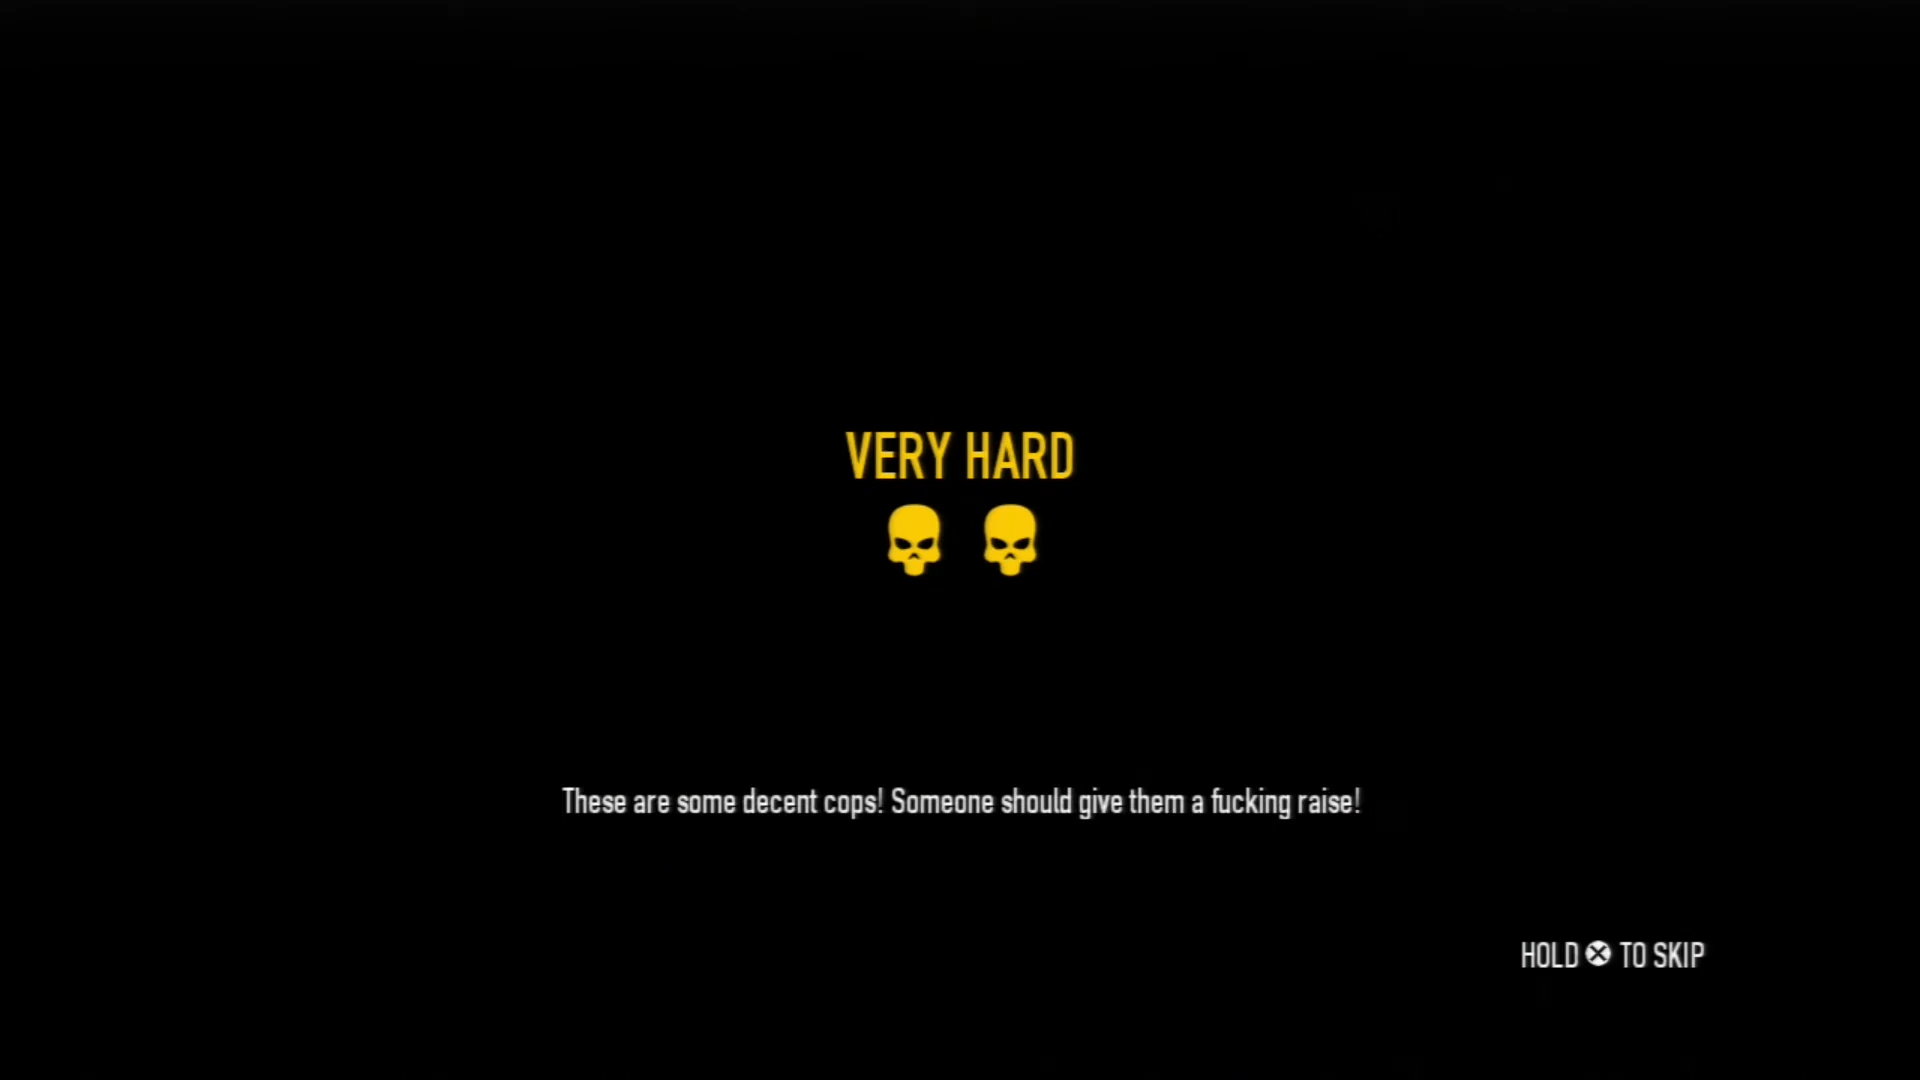 VERY HARD
These are some decent cops! Someone should give them a fucking raise!
HOLD ⊗ TO SKIP